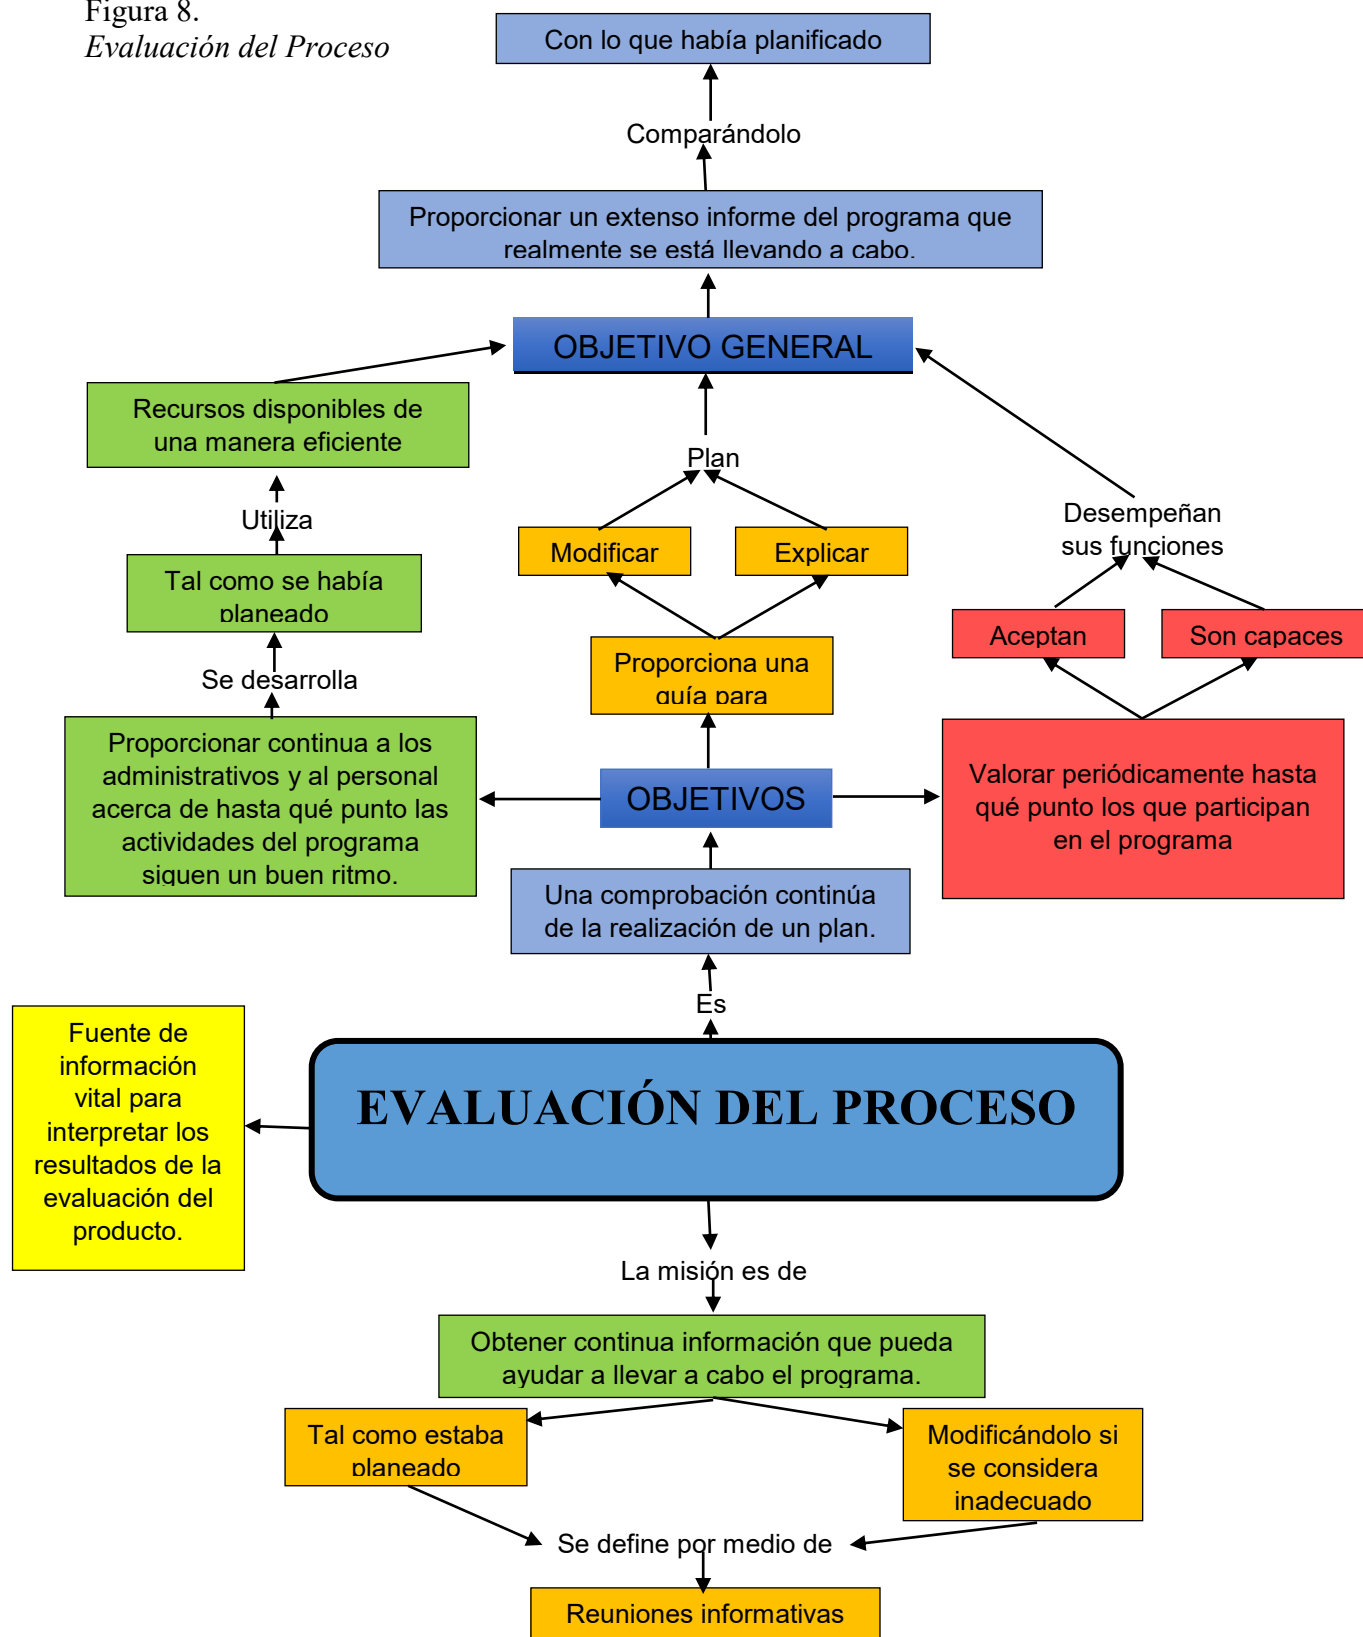 Figura 8.
Evaluación del Proceso
Con lo que había planificado
Comparándolo
Proporcionar un extenso informe del programa que
realmente se está llevando a cabo.
OBJETIVO GENERAL
Recursos disponibles de
una manera eficiente
Plan
Utiliza
Desempeñan
sus funciones
Modificar
Explicar
Tal como se había
planeado
Aceptan
Son capaces
Proporciona una
guía para
Se desarrolla
Proporcionar continua a los
administrativos y al personal
acerca de hasta qué punto las
actividades del programa
siguen un buen ritmo.
OBJETIVOS
Valorar periódicamente hasta
qué punto los que participan
en el programa
Una comprobación continúa
de la realización de un plan.
Es
Fuente de
información
vital para
interpretar los
resultados de la
evaluación del
producto.
EVALUACIÓN DEL PROCESO
La misión es de
Obtener continua información que pueda
ayudar a llevar a cabo el programa.
Tal como estaba
planeado
Modificándolo si
se considera
inadecuado
Se define por medio de
Reuniones informativas